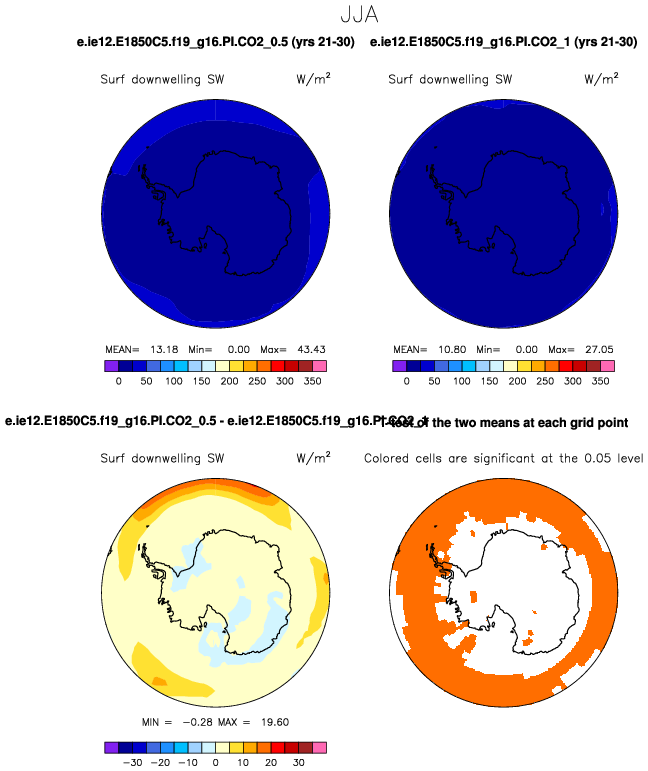 JJA
e.ie12.E1850C5.f19_g16.PI.CO2_0.5 (yrs 21-30)
e.ie12.E1850C5.f19_g16.PI.CO2_1 (yrs 21-30)
Surf downwelling SW W/m²
Surf downwelling SW W/m²
MEAN= 13.18 Min= 0.00 Max= 43.43
MEAN= 10.80 Min= 0.00 Max= 27.05
0 100 200 300
50 150 250 350
0 100 200 300
50 150 250 350
e.ie12.E1850C5.f19_g16.PI.CO2_0.5 - e.ie12.E1850C5.f19_g16.PI.CO2_1
T-test of the two means at each grid point
Surf downwelling SW W/m²
Colored cells are significant at the 0.05 level
MIN = -0.28 MAX = 19.60
-30 -20 -10 0 10 20 30